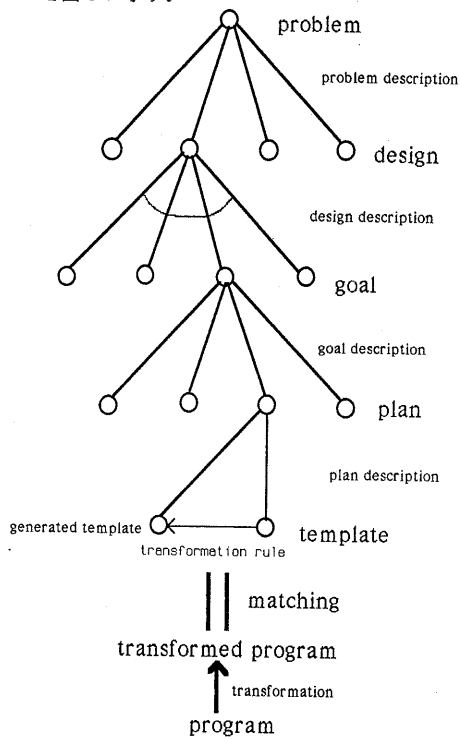 problem
problem description
design
design description
goal
goal description
plan
plan description
generated template
template
transformation rule
matching
transformed program
transformation
program